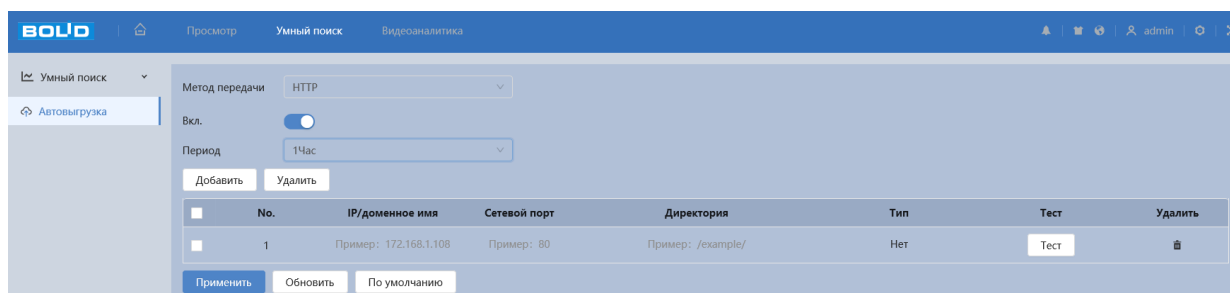 BOLID Просмотр Умный поиск Видеоаналитика admin
Умный поиск
Автовыгрузка
Метод передачи HTTP
Вкл.
Период 1Час
Добавить Удалить
No. IP/доменное имя Сетевой порт Директория Тип Тест Удалить
1 Пример: 172.168.1.108 Пример: 80 Пример: /example/ Нет Тест
Применить Обновить По умолчанию